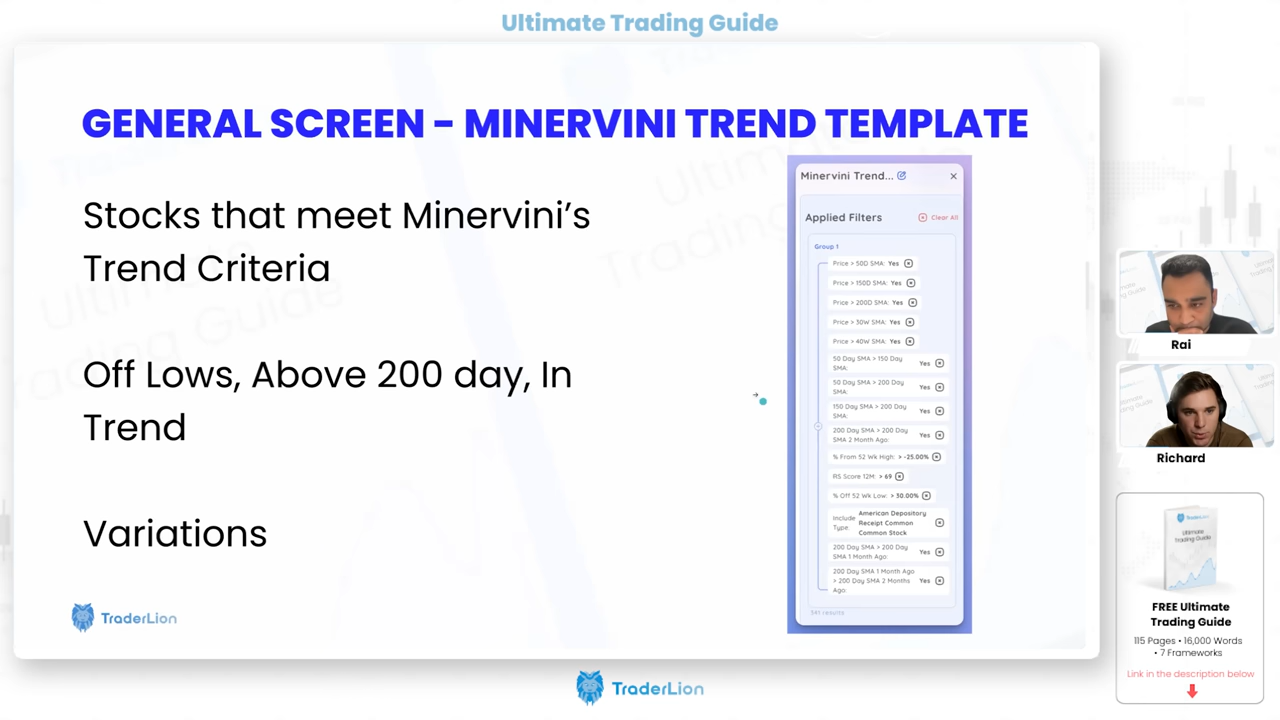 Ultimate Trading Guide
GENERAL SCREEN - MINERVINI TREND TEMPLATE
Stocks that meet Minervini’s
Trend Criteria
Off Lows, Above 200 day, In
Trend
Variations
TraderLion
Minervini Trend...
Applied Filters
Clear All
Group 1
Price > 50D SMA: Yes
Price > 150D SMA: Yes
Price > 200D SMA: Yes
Price > 30W SMA: Yes
Price > 40W SMA: Yes
50 Day SMA > 150 Day
SMA: Yes
50 Day SMA > 200 Day
SMA: Yes
150 Day SMA > 200 Day
SMA: Yes
200 Day SMA > 200 Day
SMA 2 Month Ago: Yes
% From 52 Wk High: > -25.00%
RS Score 12M: > 69
% Off 52 Wk Low: > 30.00%
Include Type: American Depository
Receipt Common
Common Stock
200 Day SMA > 200 Day
SMA 1 Month Ago: Yes
200 Day SMA 1 Month Ago
> 200 Day SMA 2 Months
Ago: Yes
Rai
Richard
Ultimate
Trading Guide
FREE Ultimate
Trading Guide
115 Pages • 16,000 Words
• 7 Frameworks
Link in the description below
TraderLion